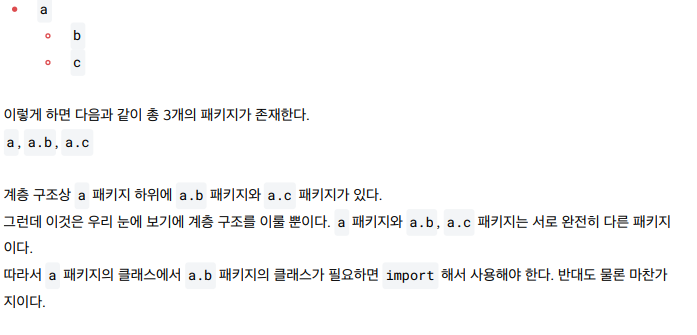 a
b
c
이렇게 하면 다음과 같이 총 3개의 패키지가 존재한다.
a, a.b, a.c
계층 구조상 a 패키지 하위에 a.b 패키지와 a.c 패키지가 있다.
그런데 이것은 우리 눈에 보기에 계층 구조를 이룰 뿐이다. a 패키지와 a.b, a.c 패키지는 서로 완전히 다른 패키지
이다.
따라서 a 패키지의 클래스에서 a.b 패키지의 클래스가 필요하면 import 해서 사용해야 한다. 반대도 물론 마찬가
지이다.